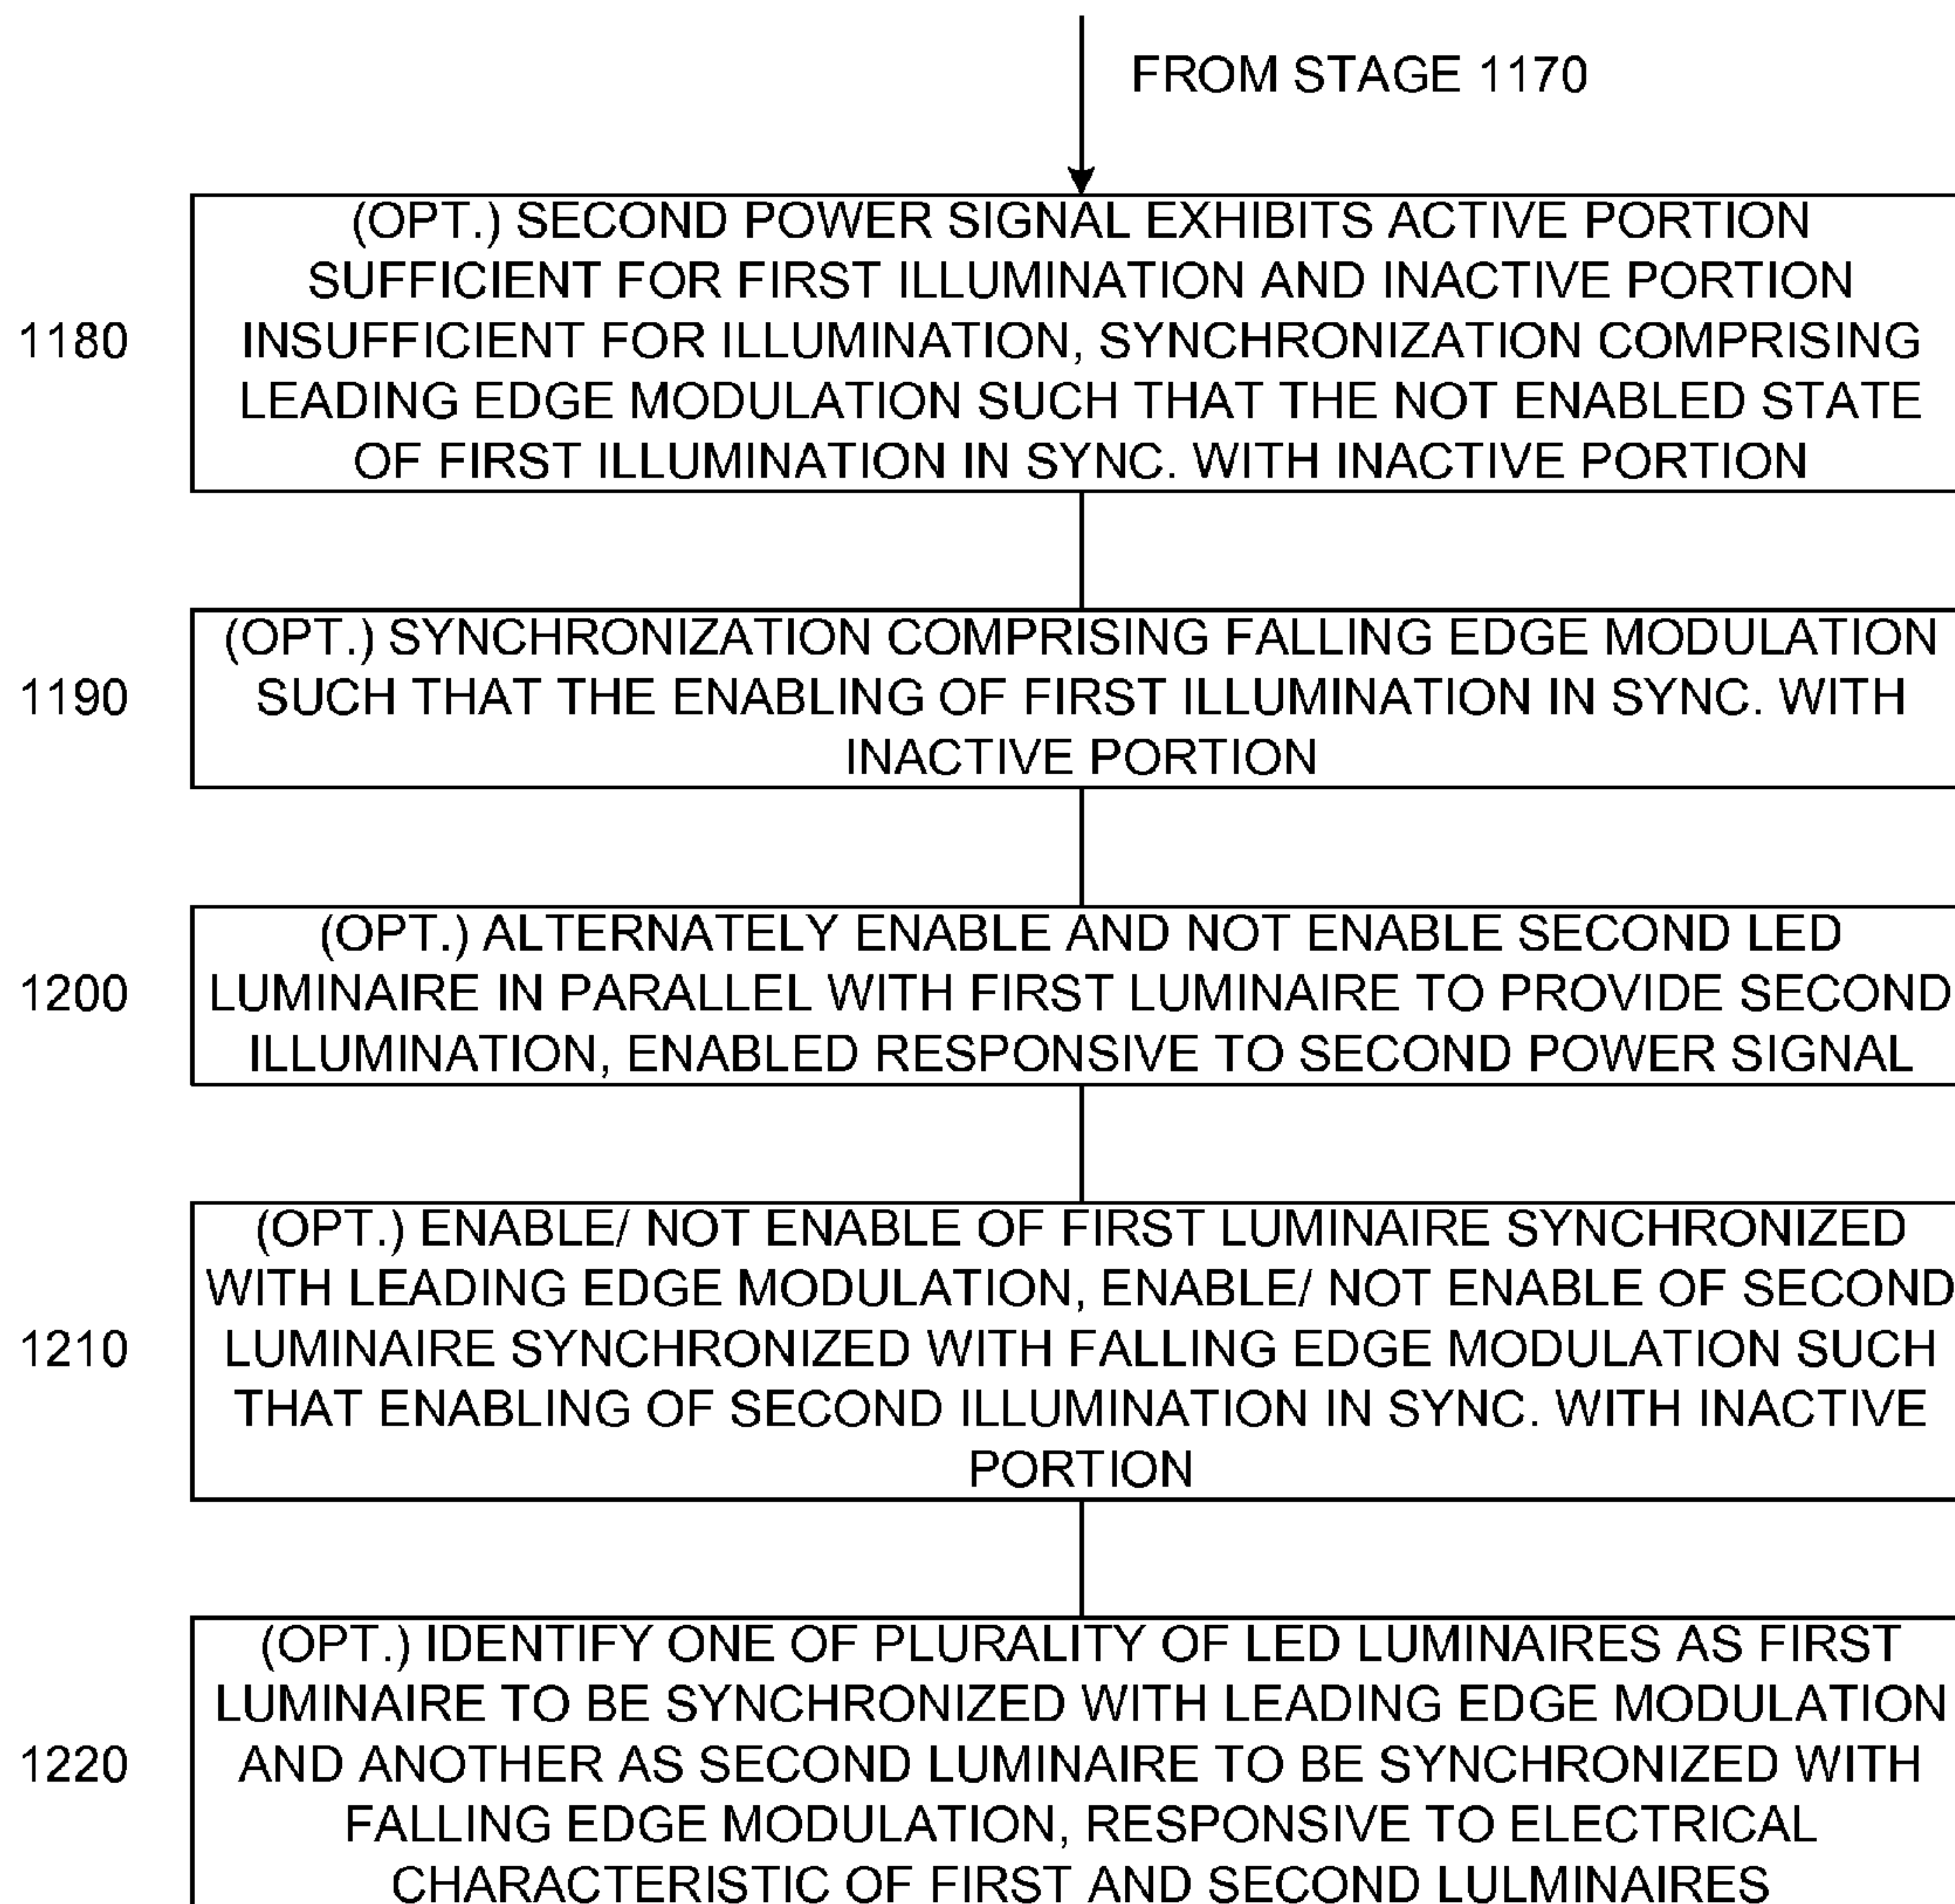 FROM STAGE 1170
(OPT.) SECOND POWER SIGNAL EXHIBITS ACTIVE PORTION
SUFFICIENT FOR FIRST ILLUMINATION AND INACTIVE PORTION
1180
INSUFFICIENT FOR ILLUMINATION, SYNCHRONIZATION COMPRISING
LEADING EDGE MODULATION SUCH THAT THE NOT ENABLED STATE
OF FIRST ILLUMINATION IN SYNC. WITH INACTIVE PORTION
(OPT.) SYNCHRONIZATION COMPRISING FALLING EDGE MODULATION
1190
SUCH THAT THE ENABLING OF FIRST ILLUMINATION IN SYNC. WITH
INACTIVE PORTION
(OPT.) ALTERNATELY ENABLE AND NOT ENABLE SECOND LED
1200
LUMINAIRE IN PARALLEL WITH FIRST LUMINAIRE TO PROVIDE SECOND
ILLUMINATION, ENABLED RESPONSIVE TO SECOND POWER SIGNAL
(OPT.) ENABLE/ NOT ENABLE OF FIRST LUMINAIRE SYNCHRONIZED
WITH LEADING EDGE MODULATION, ENABLE/ NOT ENABLE OF SECOND
1210
LUMINAIRE SYNCHRONIZED WITH FALLING EDGE MODULATION SUCH
THAT ENABLING OF SECOND ILLUMINATION IN SYNC. WITH INACTIVE
PORTION
(OPT.) IDENTIFY ONE OF PLURALITY OF LED LUMINAIRES AS FIRST
LUMINAIRE TO BE SYNCHRONIZED WITH LEADING EDGE MODULATION
1220
AND ANOTHER AS SECOND LUMINAIRE TO BE SYNCHRONIZED WITH
FALLING EDGE MODULATION, RESPONSIVE TO ELECTRICAL
CHARACTERISTIC OF FIRST AND SECOND LULMINAIRES